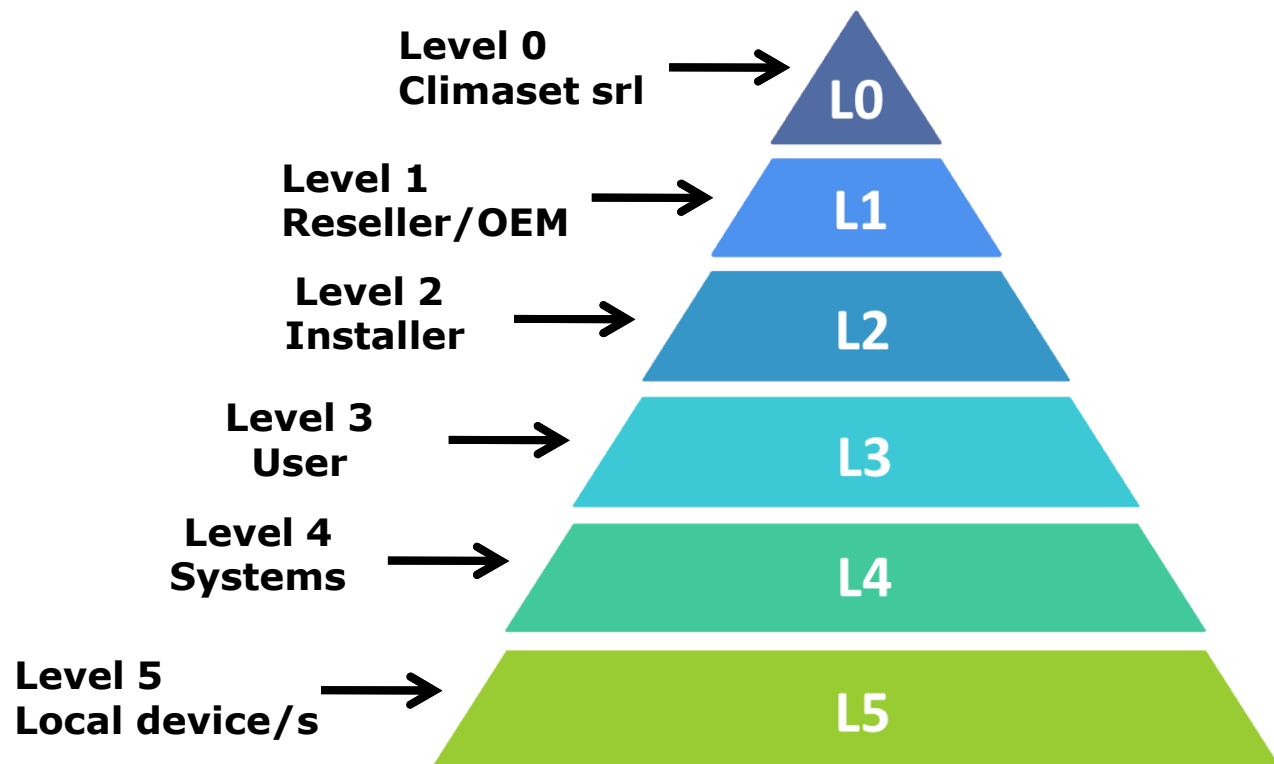 Level 0
Climaset srl
L0
Level 1
Reseller/OEM
L1
Level 2
Installer
L2
Level 3
User
L3
Level 4
Systems
L4
Level 5
Local device/s
L5